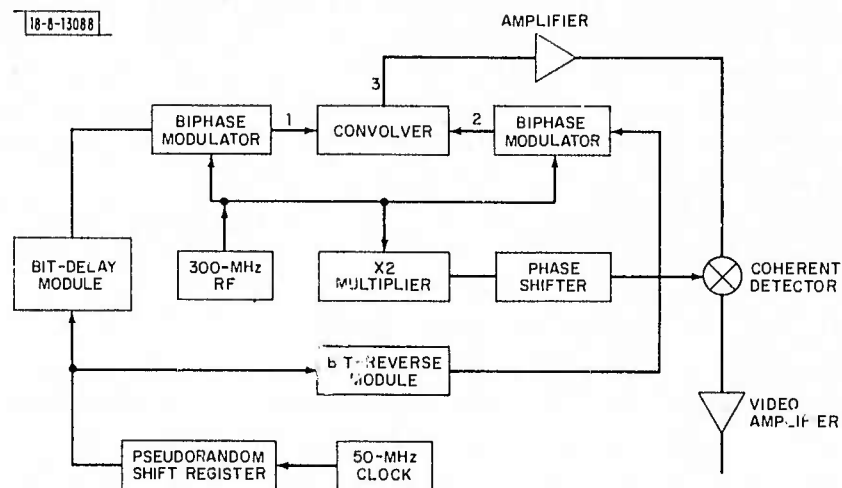 18-8-13088
AMPLIFIER
3
BIPHASE
MODULATOR
1
CONVOLVER
2
BIPHASE
MODULATOR
BIT-DELAY
MODULE
300-MHz
RF
X2
MULTIPLIER
PHASE
SHIFTER
COHERENT
DETECTOR
B T-REVERSE
MODULE
VIDEO
AMPLIFIER
PSEUDORANDOM
SHIFT REGISTER
50-MHz
CLOCK